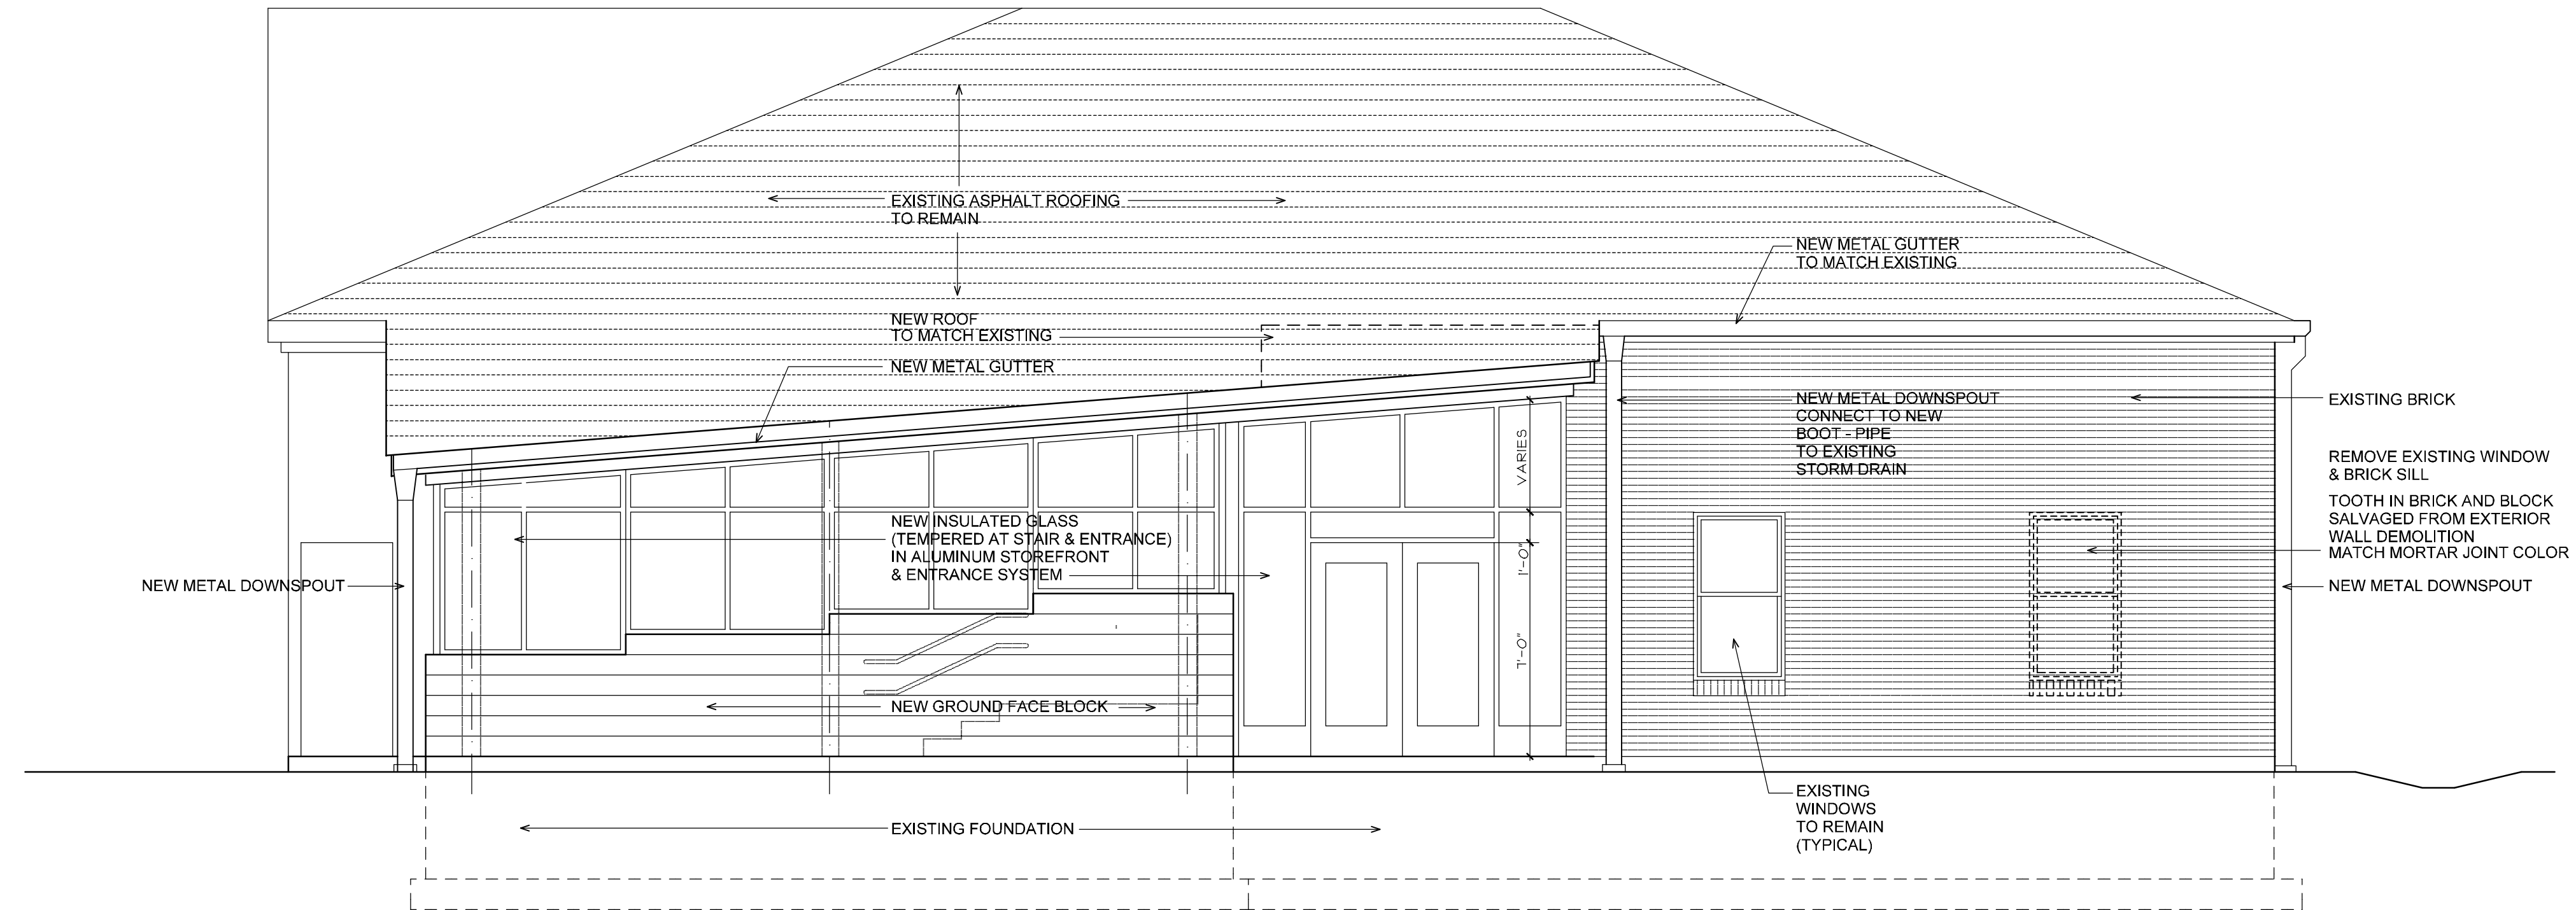 EXISTING ASPHALT ROOFING
TO REMAIN
NEW METAL GUTTER
TO MATCH EXISTING
NEW ROOF
TO MATCH EXISTING
NEW METAL GUTTER
NEW METAL DOWNSPOUT
CONNECT TO NEW
BOOT - PIPE
TO EXISTING
STORM DRAIN
EXISTING BRICK
VARIES
REMOVE EXISTING WINDOW
& BRICK SILL
TOOTH IN BRICK AND BLOCK
SALVAGED FROM EXTERIOR
WALL DEMOLITION
MATCH MORTAR JOINT COLOR
NEW INSULATED GLASS
(TEMPERED AT STAIR & ENTRANCE)
IN ALUMINUM STOREFRONT
& ENTRANCE SYSTEM
1'-0"
NEW METAL DOWNSPOUT
NEW METAL DOWNSPOUT
7'-0"
NEW GROUND FACE BLOCK
EXISTING
WINDOWS
TO REMAIN
(TYPICAL)
EXISTING FOUNDATION